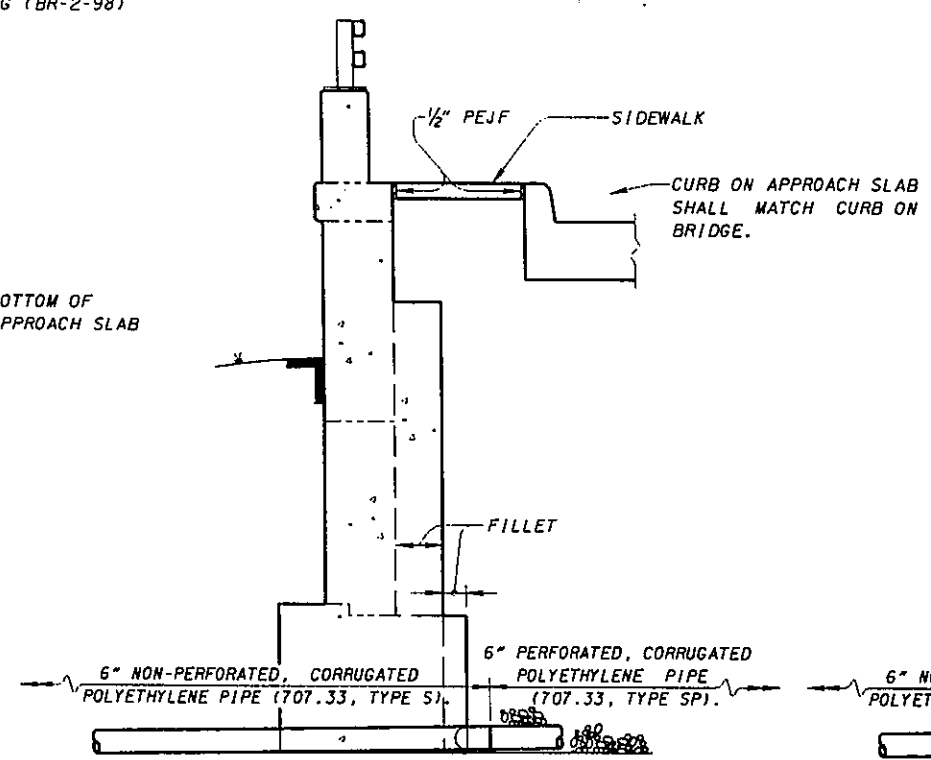 G (BR-2-98)
½" PEJF
SIDEWALK
CURB ON APPROACH SLAB
SHALL MATCH CURB ON
BRIDGE.
OTTOM OF
PPROACH SLAB
FILLET
6" NON-PERFORATED, CORRUGATED
POLYETHYLENE PIPE (707.33, TYPE S).
6" PERFORATED, CORRUGATED
POLYETHYLENE PIPE
(707.33, TYPE SP).
6" N
POLYET